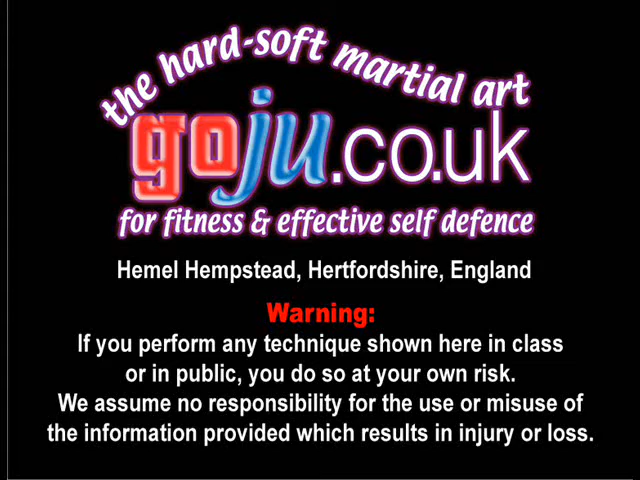 the hard-soft martial art
goju.co.uk
for fitness & effective self defence
Hemel Hempstead, Hertfordshire, England
Warning:
If you perform any technique shown here in class
or in public, you do so at your own risk.
We assume no responsibility for the use or misuse of
the information provided which results in injury or loss.